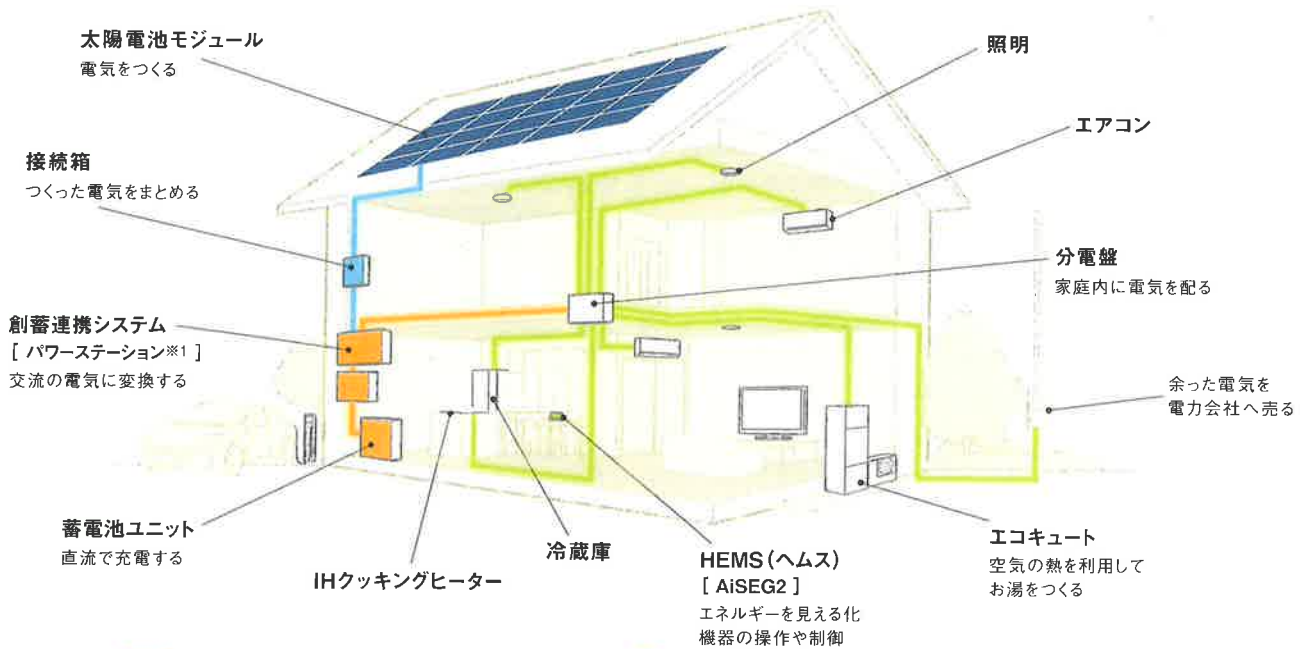 太陽電池モジュール
電気をつくる
照明
エアコン
接続箱
つくった電気をまとめる
分電盤
家庭内に電気を配る
創蓄連携システム
[ パワーステーション※1 ]
交流の電気に変換する
余った電気を
電力会社へ売る
蓄電池ユニット
直流で充電する
IHクッキングヒーター
冷蔵庫
HEMS(ヘムス)
[ AiSEG2 ]
エネルギーを見える化
機器の操作や制御
エコキュート
空気の熱を利用して
お湯をつくる